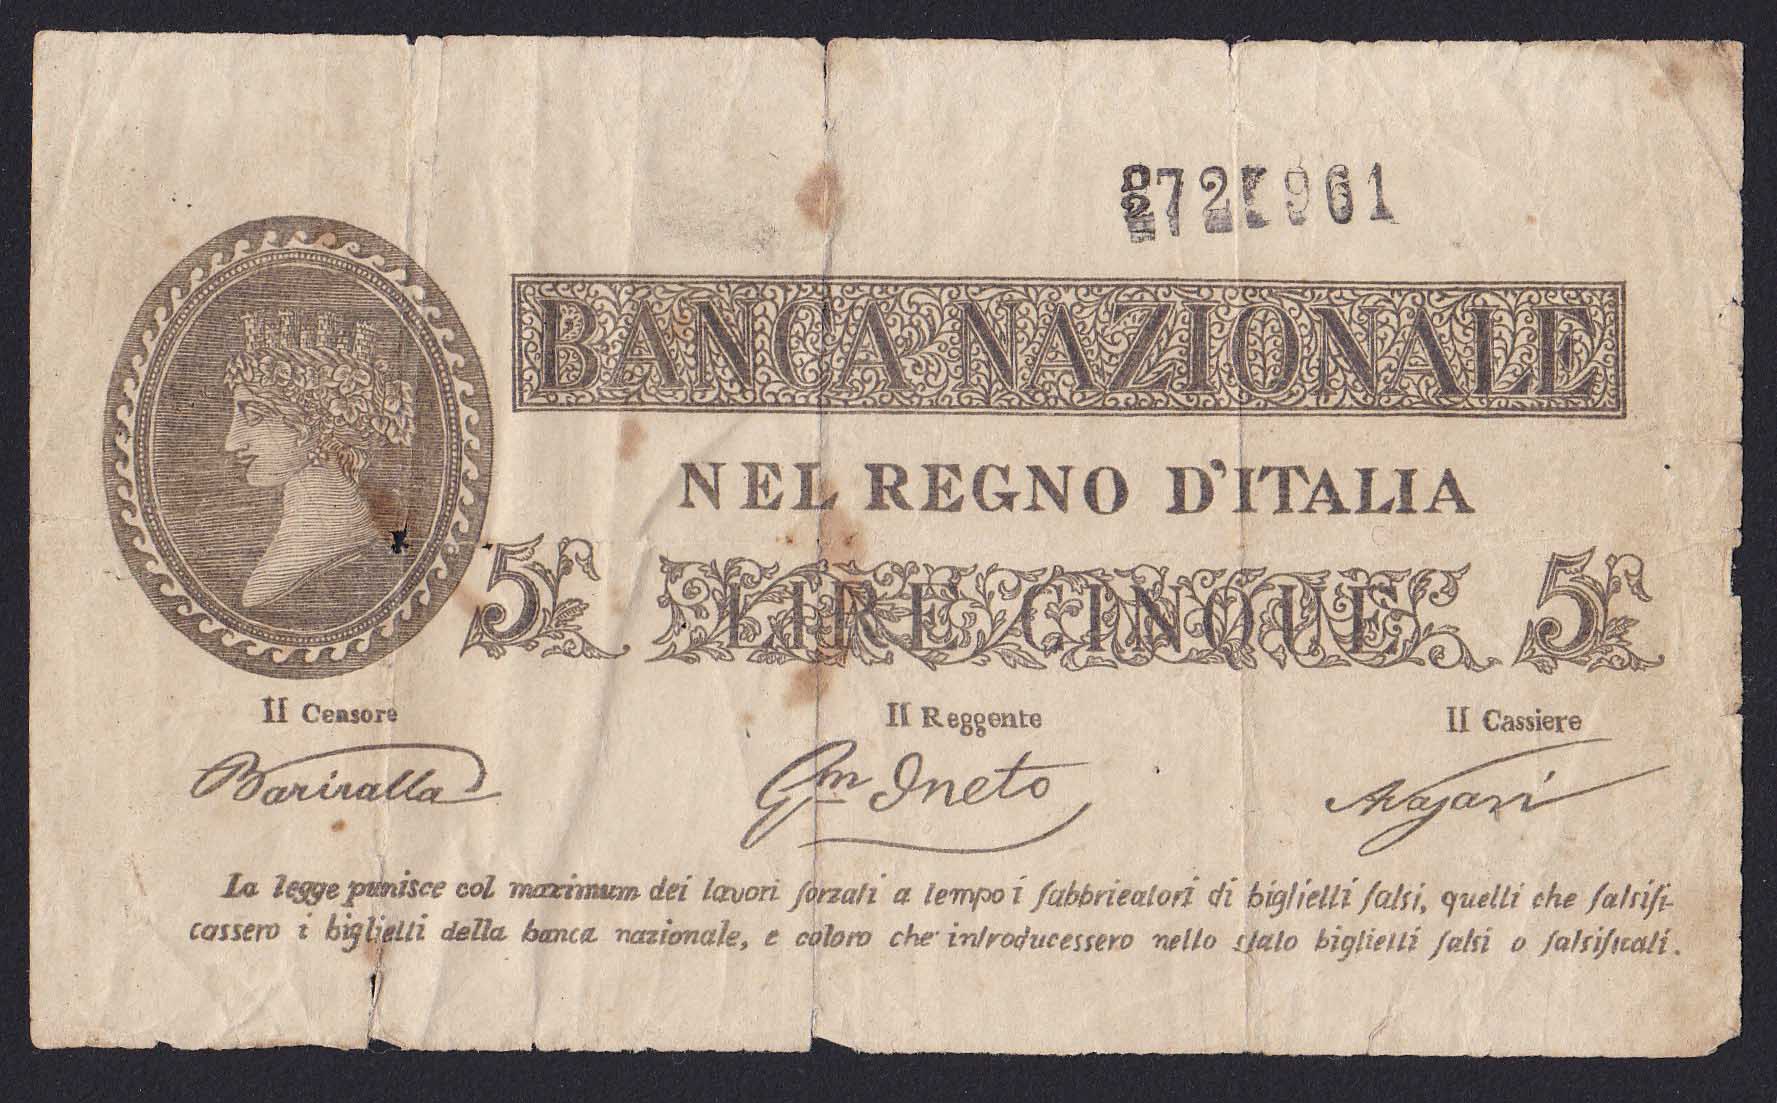 961
BANCA NAZIONALE
NEL REGNO D'ITALIA
5 LIRE CINQUE 5
Il Censore Il Reggente Il Cassiere
La legge punisce col maximum dei lavori forzati a tempo i fabbricatori di biglietti falsi, quelli che falsifi-
cassero i biglietti della banca nazionale, e coloro che introducessero nello stato biglietti falsi o falsificati.